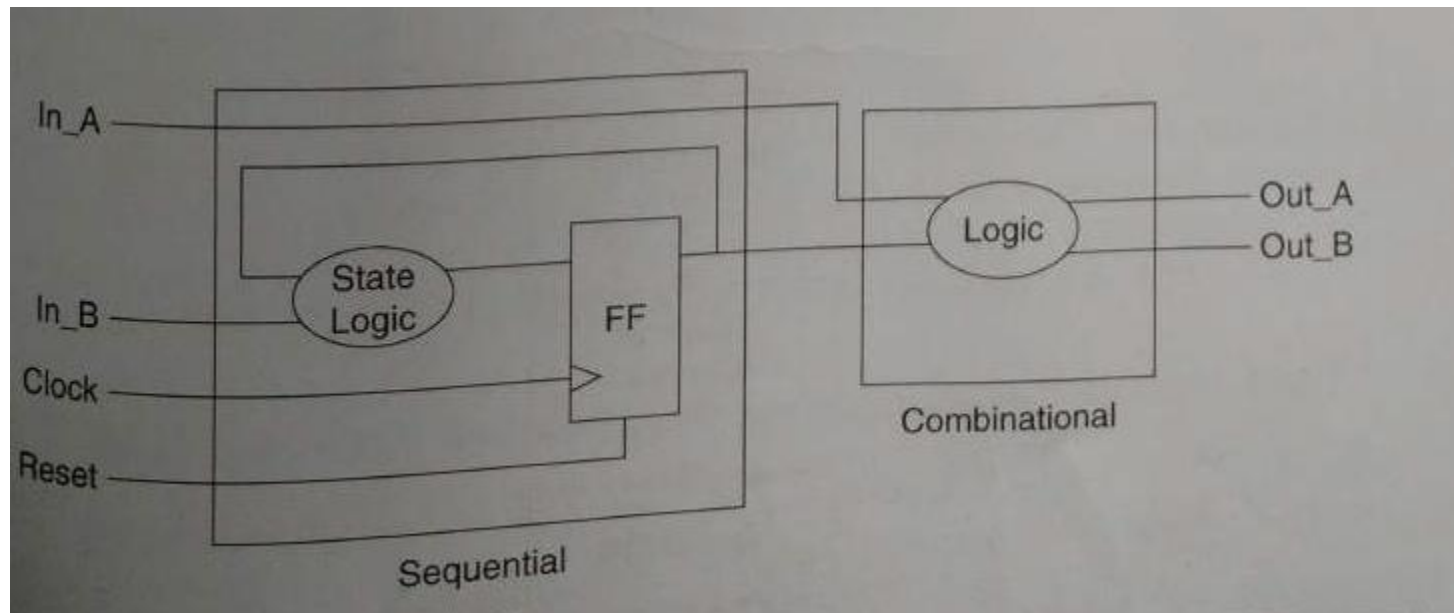 In_A
In_B
Clock
Reset
State
Logic
FF
Sequential
Logic
Combinational
Out_A
Out_B